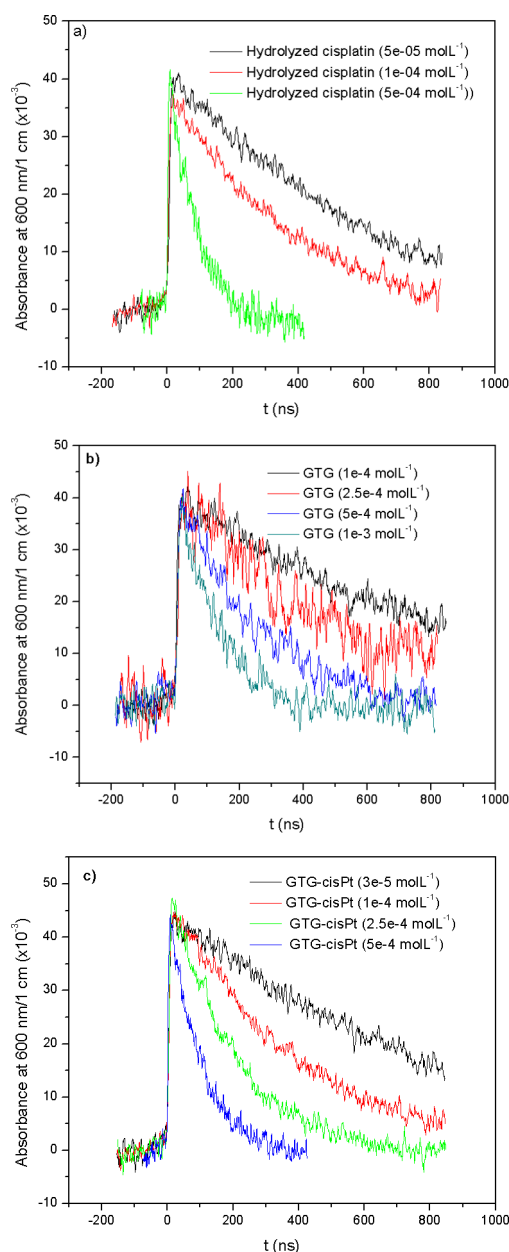 a)
Hydrolyzed cisplatin (5e-05 molL⁻¹)
Hydrolyzed cisplatin (1e-04 molL⁻¹)
Hydrolyzed cisplatin (5e-04 molL⁻¹))
Absorbance at 600 nm/1 cm (x10⁻³)
50
40
30
20
10
0
-10
-200 0 200 400 600 800 1000
t (ns)
b)
GTG (1e-4 molL⁻¹)
GTG (2.5e-4 molL⁻¹)
GTG (5e-4 molL⁻¹)
GTG (1e-3 molL⁻¹)
Absorbance at 600 nm/1 cm (x10⁻³)
50
40
30
20
10
0
-10
-200 0 200 400 600 800 1000
t (ns)
c)
GTG-cisPt (3e-5 molL⁻¹)
GTG-cisPt (1e-4 molL⁻¹)
GTG-cisPt (2.5e-4 molL⁻¹)
GTG-cisPt (5e-4 molL⁻¹)
Absorbance at 600 nm/1 cm (x10⁻³)
50
40
30
20
10
0
-10
-200 0 200 400 600 800 1000
t (ns)